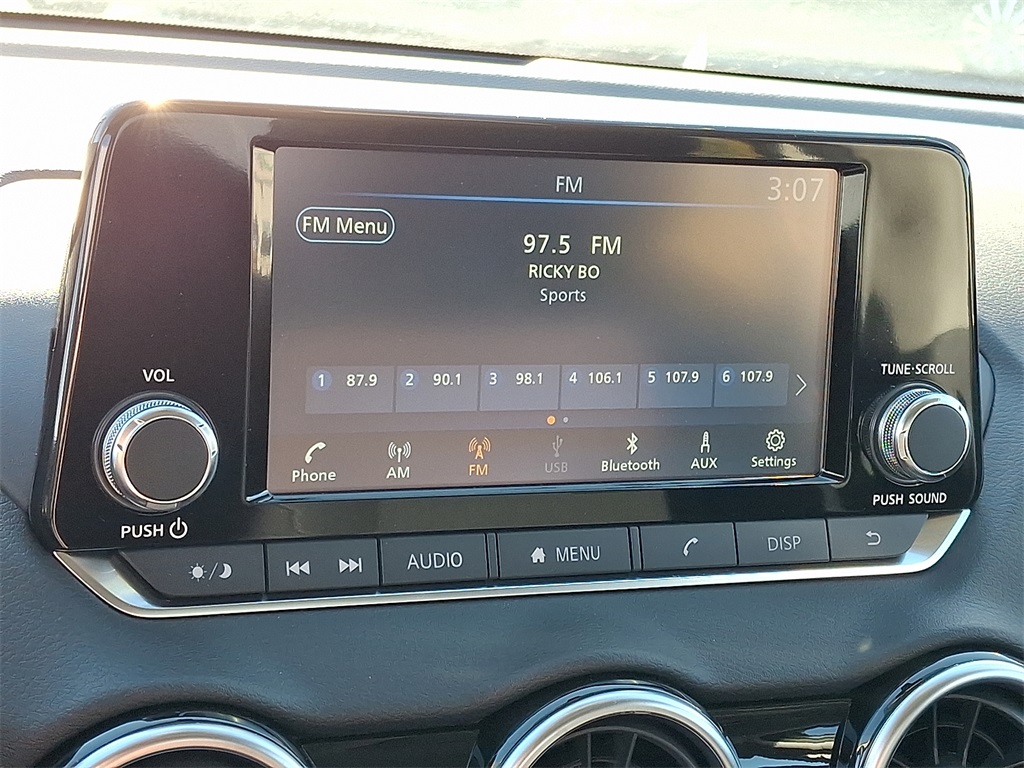 FM
3:07
FM Menu
97.5 FM
RICKY BO
Sports
1 87.9 2 90.1 3 98.1 4 106.1 5 107.9 6 107.9
Phone AM FM USB Bluetooth AUX Settings
VOL
PUSH
TUNE·SCROLL
PUSH SOUND
AUDIO MENU DISP